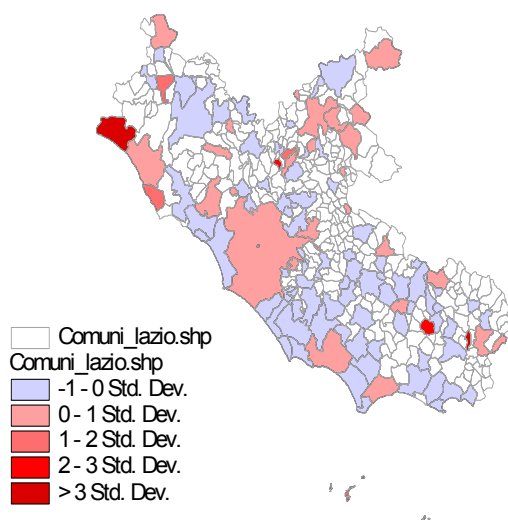 Comuni_lazio.shp
Comuni_lazio.shp
-1 - 0 Std. Dev.
0 - 1 Std. Dev.
1 - 2 Std. Dev.
2 - 3 Std. Dev.
> 3 Std. Dev.